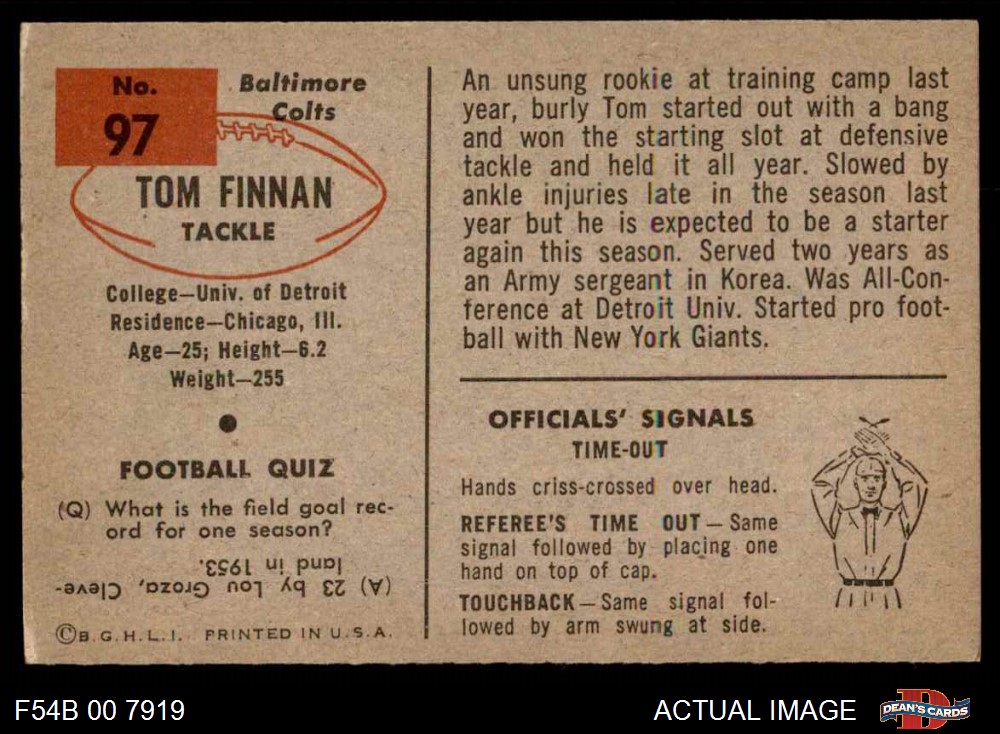 No.
97
Baltimore
Colts
TOM FINNAN
TACKLE
College—Univ. of Detroit
Residence—Chicago, Ill.
Age—25; Height—6.2
Weight—255
FOOTBALL QUIZ
(Q) What is the field goal rec-
ord for one season?
(A) 23 by Lou Groza, Cleve-
land in 1953.
©B.G.H.L.I. PRINTED IN U.S.A.
An unsung rookie at training camp last
year, burly Tom started out with a bang
and won the starting slot at defensive
tackle and held it all year. Slowed by
ankle injuries late in the season last
year but he is expected to be a starter
again this season. Served two years as
an Army sergeant in Korea. Was All-Con-
ference at Detroit Univ. Started pro foot-
ball with New York Giants.
OFFICIALS' SIGNALS
TIME-OUT
Hands criss-crossed over head.
REFEREE'S TIME OUT—Same
signal followed by placing one
hand on top of cap.
TOUCHBACK—Same signal fol-
lowed by arm swung at side.
F54B 00 7919
ACTUAL IMAGE
D
DEAN'S CARDS